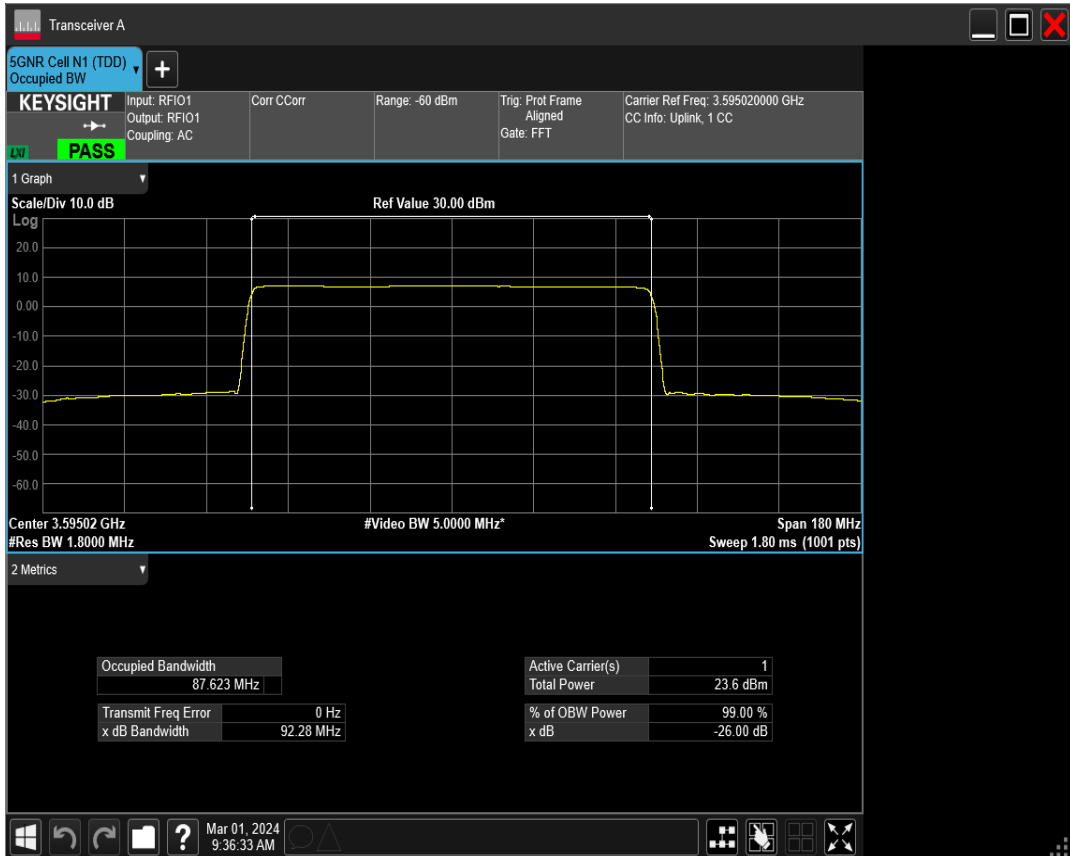 Transceiver A
5GNR Cell N1 (TDD)
Occupied BW
+
KEYSIGHT
LXI
PASS
Input: RFIO1
Output: RFIO1
Coupling: AC
Corr CCorr
Range: -60 dBm
Trig: Prot Frame
Aligned
Gate: FFT
Carrier Ref Freq: 3.595020000 GHz
CC Info: Uplink, 1 CC
1 Graph
Scale/Div 10.0 dB
Ref Value 30.00 dBm
Log
20.0
10.0
0.00
-10.0
-20.0
-30.0
-40.0
-50.0
-60.0
Center 3.59502 GHz
#Video BW 5.0000 MHz*
Span 180 MHz
#Res BW 1.8000 MHz
Sweep 1.80 ms (1001 pts)
2 Metrics
Occupied Bandwidth
87.623 MHz
Transmit Freq Error 0 Hz
x dB Bandwidth 92.28 MHz
Active Carrier(s) 1
Total Power 23.6 dBm
% of OBW Power 99.00 %
x dB -26.00 dB
?
Mar 01, 2024
9:36:33 AM